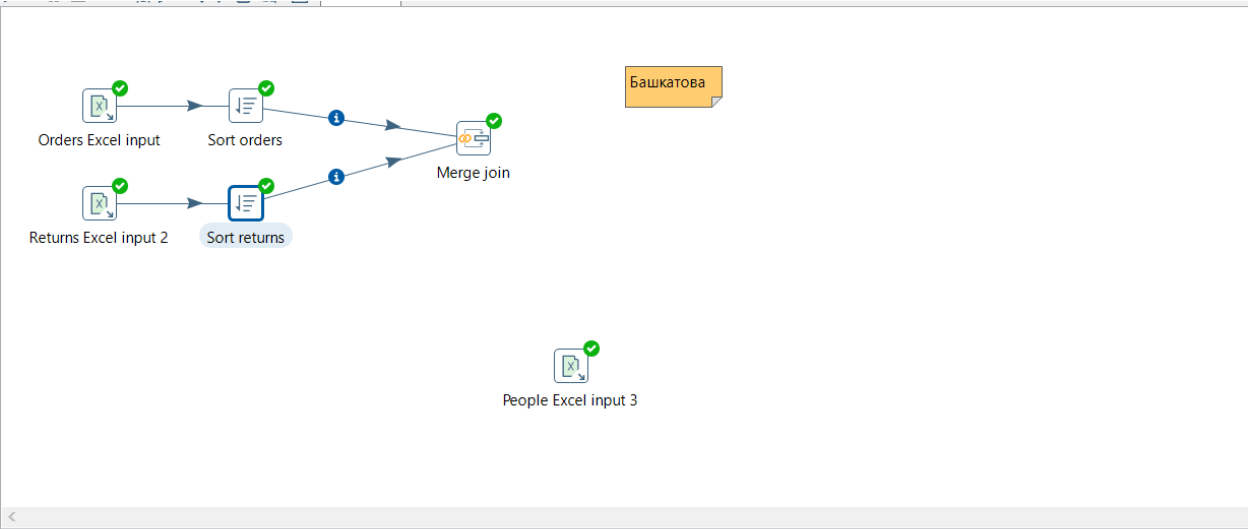 Башкатова
Orders Excel input
Sort orders
Merge join
Returns Excel input 2
Sort returns
People Excel input 3